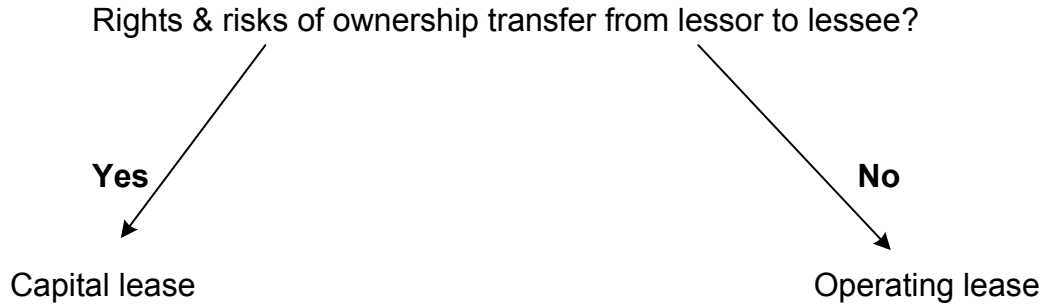 Rights & risks of ownership transfer from lessor to lessee?
Yes
No
Capital lease
Operating lease